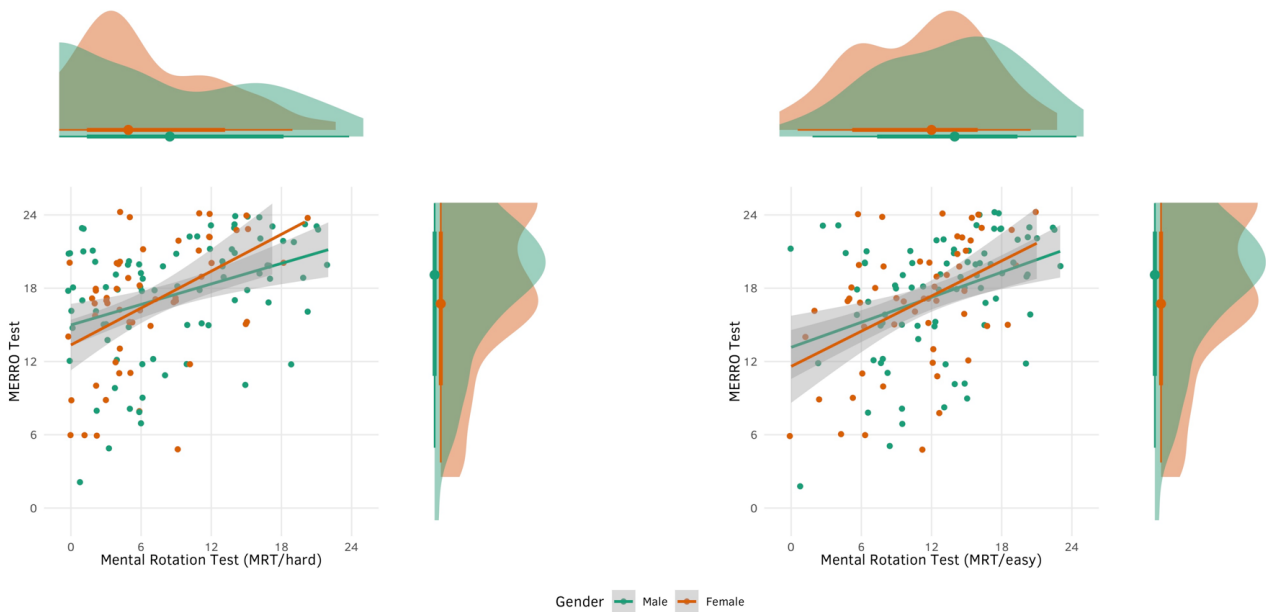 24
18
12
6
0
MERRO Test
0 6 12 18 24
Mental Rotation Test (MRT/hard)
24
18
12
6
0
MERRO Test
0 6 12 18 24
Mental Rotation Test (MRT/easy)
Gender Male Female